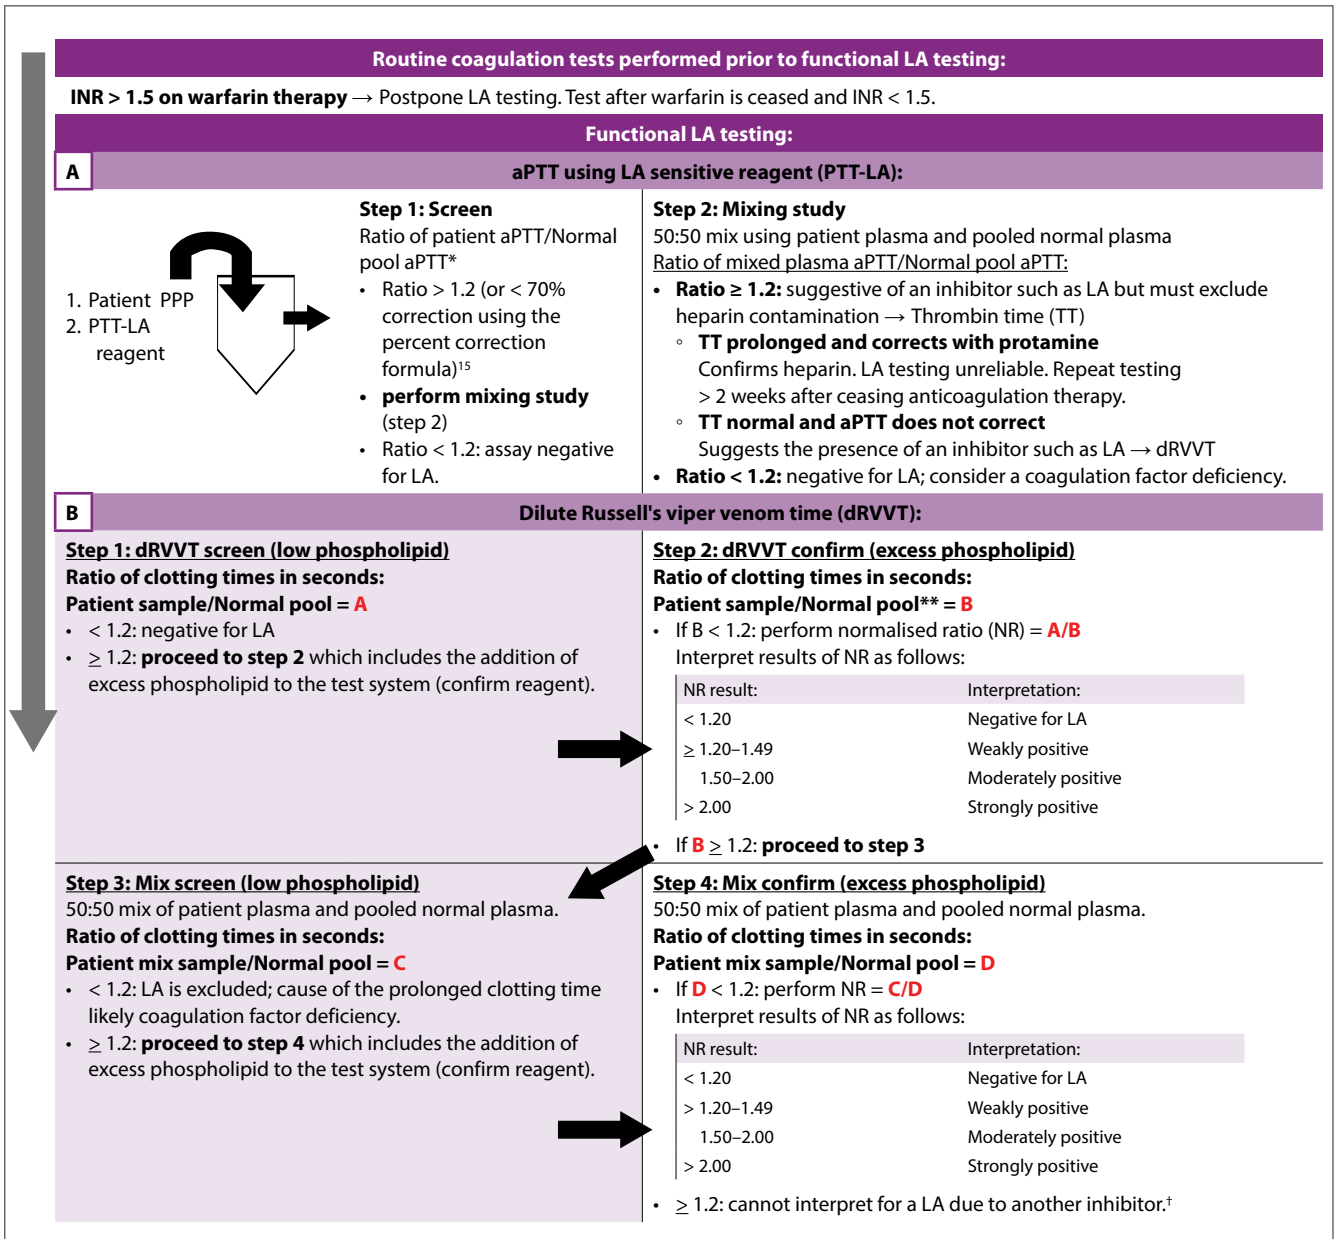 Routine coagulation tests performed prior to functional LA testing:
INR > 1.5 on warfarin therapy → Postpone LA testing. Test after warfarin is ceased and INR < 1.5.
Functional LA testing:
A
aPTT using LA sensitive reagent (PTT-LA):
1. Patient PPP
2. PTT-LA
reagent
Step 1: Screen
Ratio of patient aPTT/Normal
pool aPTT*
• Ratio > 1.2 (or < 70%
correction using the
percent correction
formula)¹⁵
• perform mixing study
(step 2)
• Ratio < 1.2: assay negative
for LA.
Step 2: Mixing study
50:50 mix using patient plasma and pooled normal plasma
Ratio of mixed plasma aPTT/Normal pool aPTT:
• Ratio ≥ 1.2: suggestive of an inhibitor such as LA but must exclude
heparin contamination → Thrombin time (TT)
◦ TT prolonged and corrects with protamine
Confirms heparin. LA testing unreliable. Repeat testing
> 2 weeks after ceasing anticoagulation therapy.
◦ TT normal and aPTT does not correct
Suggests the presence of an inhibitor such as LA → dRVVT
• Ratio < 1.2: negative for LA; consider a coagulation factor deficiency.
B
Dilute Russell's viper venom time (dRVVT):
Step 1: dRVVT screen (low phospholipid)
Ratio of clotting times in seconds:
Patient sample/Normal pool = A
• < 1.2: negative for LA
• ≥ 1.2: proceed to step 2 which includes the addition of
excess phospholipid to the test system (confirm reagent).
Step 2: dRVVT confirm (excess phospholipid)
Ratio of clotting times in seconds:
Patient sample/Normal pool** = B
• If B < 1.2: perform normalised ratio (NR) = A/B
Interpret results of NR as follows:
NR result: Interpretation:
< 1.20 Negative for LA
≥ 1.20–1.49 Weakly positive
1.50–2.00 Moderately positive
> 2.00 Strongly positive
• If B ≥ 1.2: proceed to step 3
Step 3: Mix screen (low phospholipid)
50:50 mix of patient plasma and pooled normal plasma.
Ratio of clotting times in seconds:
Patient mix sample/Normal pool = C
• < 1.2: LA is excluded; cause of the prolonged clotting time
likely coagulation factor deficiency.
• ≥ 1.2: proceed to step 4 which includes the addition of
excess phospholipid to the test system (confirm reagent).
Step 4: Mix confirm (excess phospholipid)
50:50 mix of patient plasma and pooled normal plasma.
Ratio of clotting times in seconds:
Patient mix sample/Normal pool = D
• If D < 1.2: perform NR = C/D
Interpret results of NR as follows:
NR result: Interpretation:
< 1.20 Negative for LA
> 1.20–1.49 Weakly positive
1.50–2.00 Moderately positive
> 2.00 Strongly positive
• ≥ 1.2: cannot interpret for a LA due to another inhibitor.†